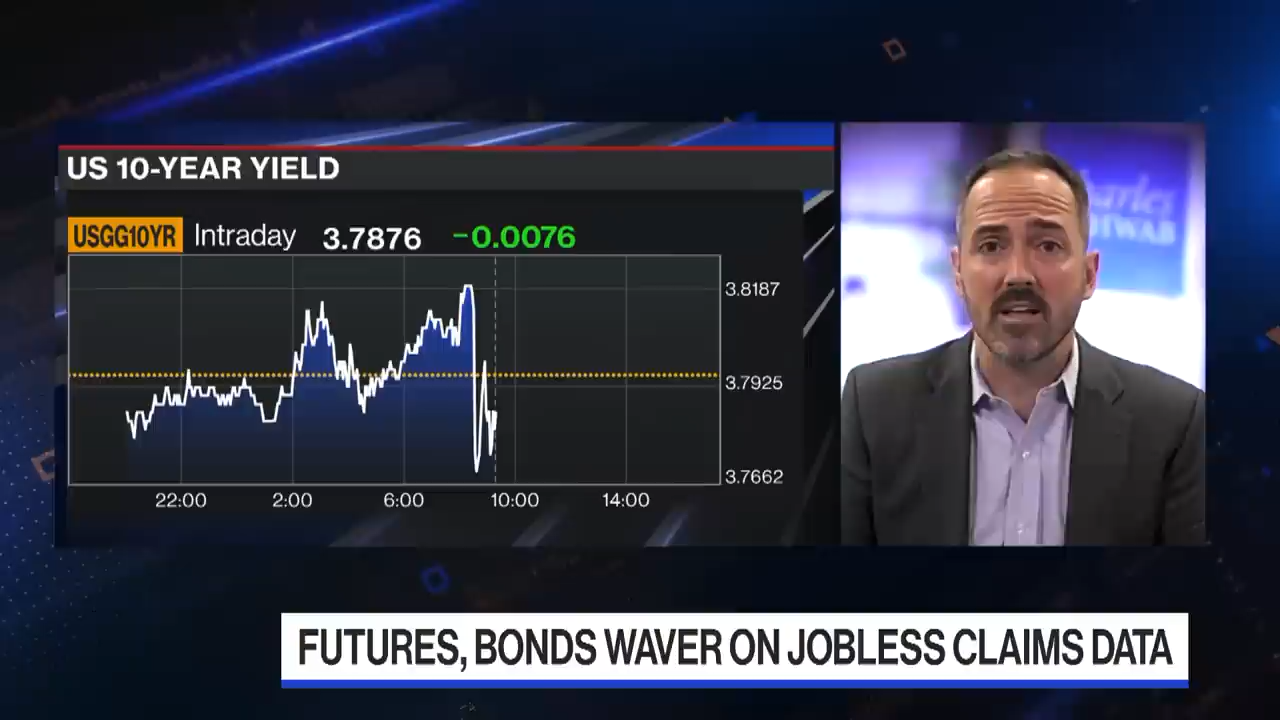 US 10-YEAR YIELD
USGG10YR Intraday 3.7876 -0.0076
3.8187
3.7925
3.7662
22:00 2:00 6:00 10:00 14:00
FUTURES, BONDS WAVER ON JOBLESS CLAIMS DATA